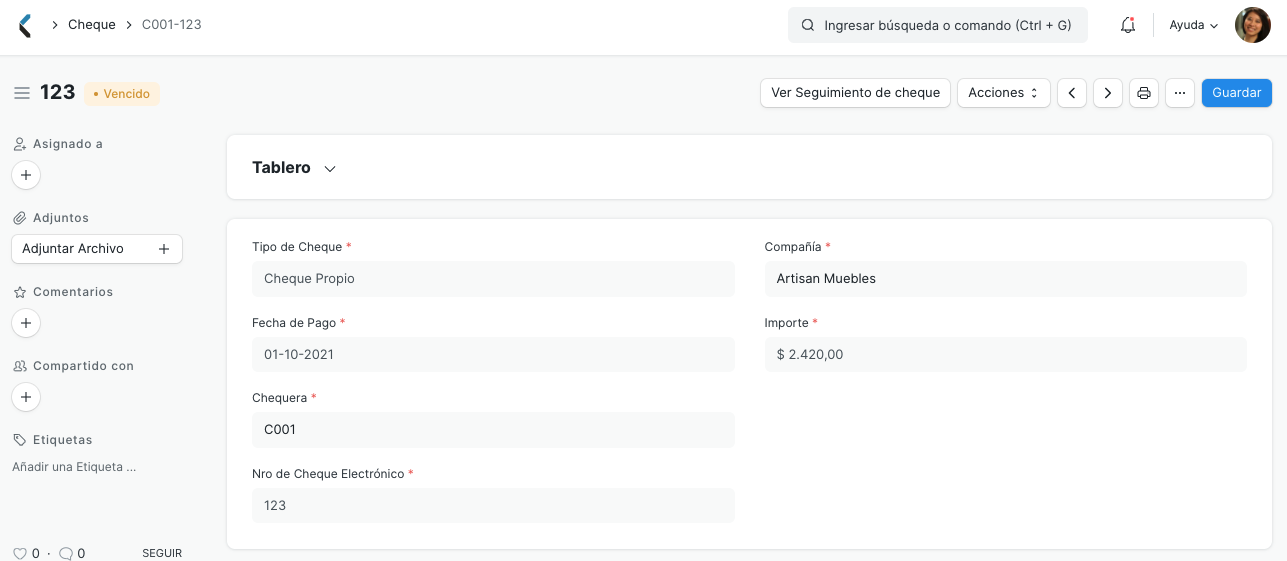 Cheque
C001-123
Ingresar búsqueda o comando (Ctrl + G)
Ayuda
123
Vencido
Ver Seguimiento de cheque
Acciones
Guardar
Asignado a
Adjuntos
Adjuntar Archivo
Comentarios
Compartido con
Etiquetas
Añadir una Etiqueta ...
0 · 0
SEGUIR
Tablero
Tipo de Cheque *
Cheque Propio
Fecha de Pago *
01-10-2021
Chequera *
C001
Nro de Cheque Electrónico *
123
Compañía *
Artisan Muebles
Importe *
$ 2.420,00